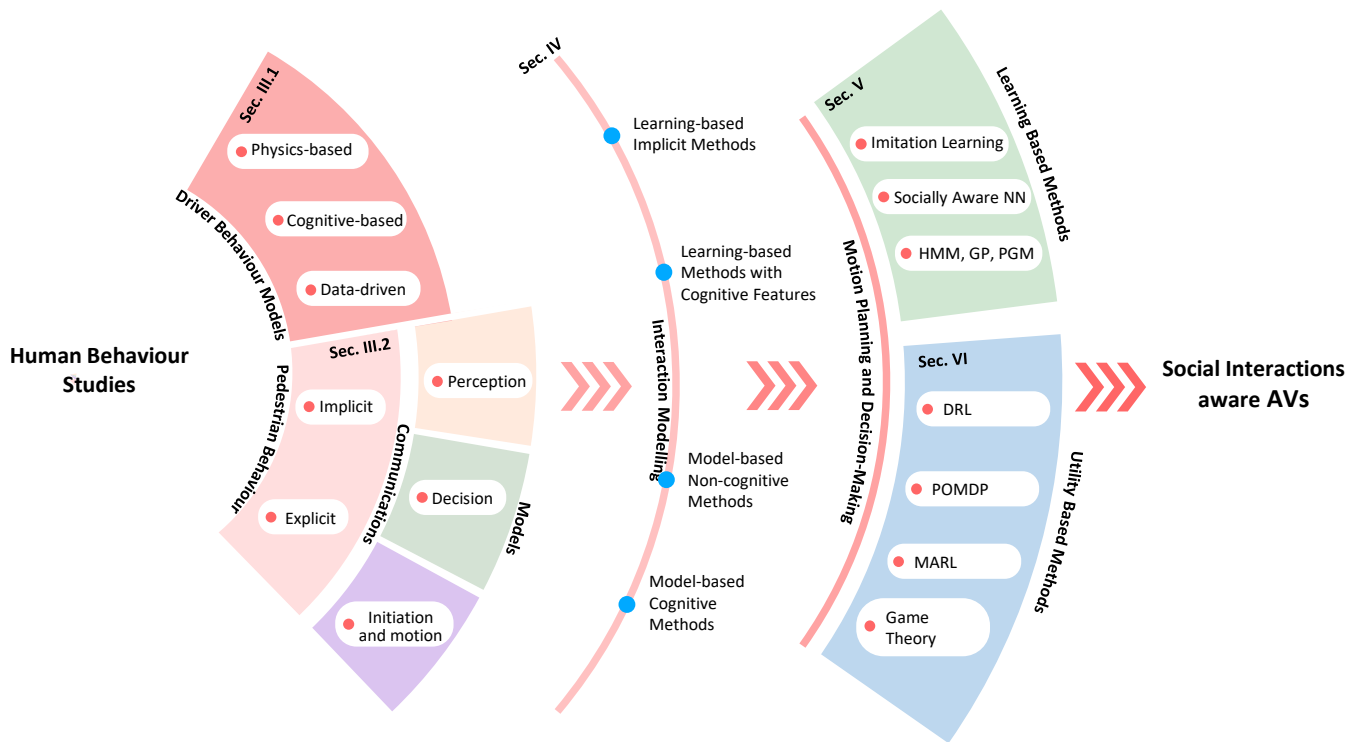 Human Behaviour
Studies
Sec. III.1
Physics-based
Cognitive-based
Data-driven
Driver Behaviour Models
Sec. III.2
Implicit
Explicit
Pedestrian Behaviour
Communications
Perception
Decision
Initiation
and motion
Models
Sec. IV
Learning-based
Implicit Methods
Learning-based
Methods with
Cognitive Features
Interaction Modelling
Model-based
Non-cognitive
Methods
Model-based
Cognitive
Methods
Motion Planning and Decision-Making
Sec. V
Imitation Learning
Socially Aware NN
HMM, GP, PGM
Learning Based Methods
Sec. VI
DRL
POMDP
MARL
Game
Theory
Utility Based Methods
Social Interactions
aware AVs